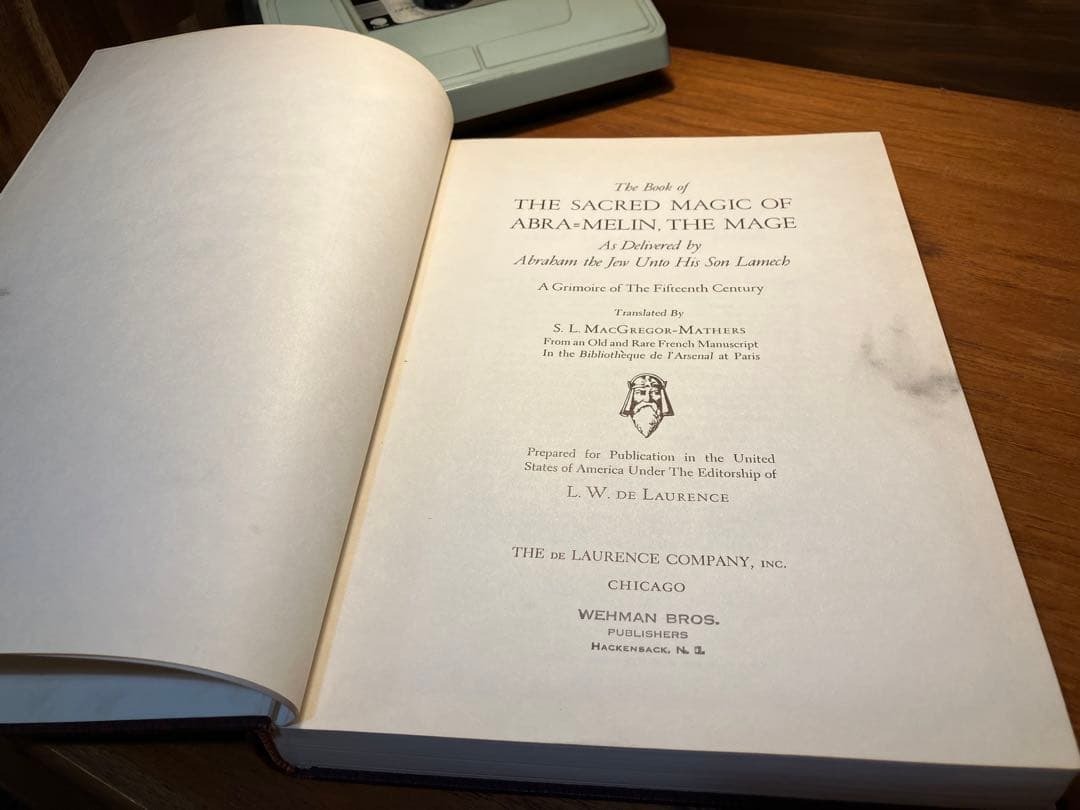 The Book of
THE SACRED MAGIC OF
ABRA=MELIN, THE MAGE
As Delivered by
Abraham the Jew Unto His Son Lamech
A Grimoire of The Fifteenth Century
Translated By
S. L. MACGREGOR-MATHERS
From an Old and Rare French Manuscript
In the Bibliothèque de l'Arsenal at Paris
Prepared for Publication in the United
States of America Under The Editorship of
L. W. DE LAURENCE
THE DE LAURENCE COMPANY, INC.
CHICAGO
WEHMAN BROS.
PUBLISHERS
HACKENSACK, N.